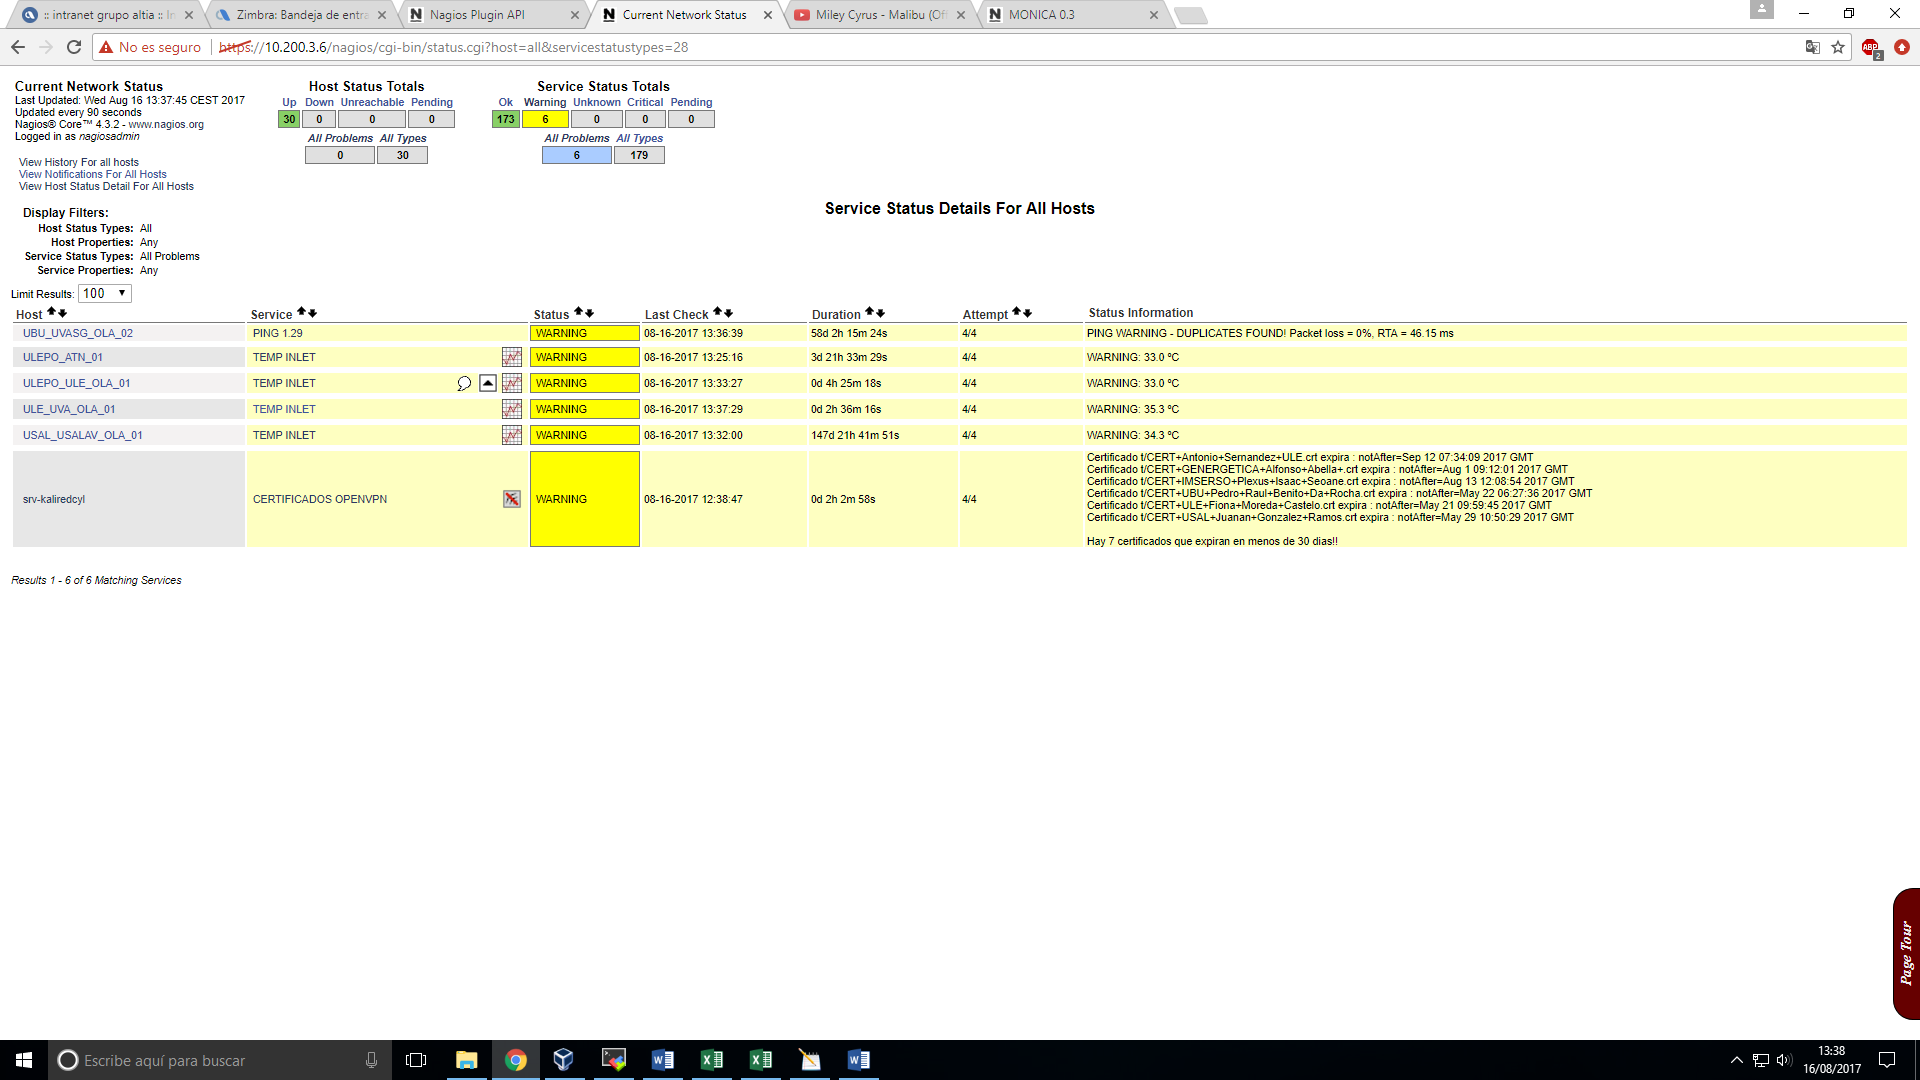 :: intranet grupo altia :: In
Zimbra: Bandeja de entra
Nagios Plugin API
Current Network Status
Miley Cyrus - Malibu (Ofi
MONICA 0.3
No es seguro
https://10.200.3.6/nagios/cgi-bin/status.cgi?host=all&servicestatustypes=28
ABP
2
Current Network Status
Last Updated: Wed Aug 16 13:37:45 CEST 2017
Updated every 90 seconds
Nagios® Core™ 4.3.2 - www.nagios.org
Logged in as nagiosadmin
View History For all hosts
View Notifications For All Hosts
View Host Status Detail For All Hosts
Host Status Totals
Up Down Unreachable Pending
30 0 0 0
All Problems All Types
0 30
Service Status Totals
Ok Warning Unknown Critical Pending
173 6 0 0 0
All Problems All Types
6 179
Display Filters:
Host Status Types: All
Host Properties: Any
Service Status Types: All Problems
Service Properties: Any
Service Status Details For All Hosts
Limit Results: 100
Host Service Status Last Check Duration Attempt Status Information
UBU_UVASG_OLA_02 PING 1.29 WARNING 08-16-2017 13:36:39 58d 2h 15m 24s 4/4 PING WARNING - DUPLICATES FOUND! Packet loss = 0%, RTA = 46.15 ms
ULEPO_ATN_01 TEMP INLET WARNING 08-16-2017 13:25:16 3d 21h 33m 29s 4/4 WARNING: 33.0 ºC
ULEPO_ULE_OLA_01 TEMP INLET WARNING 08-16-2017 13:33:27 0d 4h 25m 18s 4/4 WARNING: 33.0 ºC
ULE_UVA_OLA_01 TEMP INLET WARNING 08-16-2017 13:37:29 0d 2h 36m 16s 4/4 WARNING: 35.3 ºC
USAL_USALAV_OLA_01 TEMP INLET WARNING 08-16-2017 13:32:00 147d 21h 41m 51s 4/4 WARNING: 34.3 ºC
srv-kaliredcyl CERTIFICADOS OPENVPN WARNING 08-16-2017 12:38:47 0d 2h 2m 58s 4/4
Certificado t/CERT+Antonio+Sernandez+ULE.crt expira : notAfter=Sep 12 07:34:09 2017 GMT
Certificado t/CERT+GENERGETICA+Alfonso+Abella+.crt expira : notAfter=Aug 1 09:12:01 2017 GMT
Certificado t/CERT+IMSERSO+Plexus+Isaac+Seoane.crt expira : notAfter=Aug 13 12:08:54 2017 GMT
Certificado t/CERT+UBU+Pedro+Raul+Benito+Da+Rocha.crt expira : notAfter=May 22 06:27:36 2017 GMT
Certificado t/CERT+ULE+Fiona+Moreda+Castelo.crt expira : notAfter=May 21 09:59:45 2017 GMT
Certificado t/CERT+USAL+Juanan+Gonzalez+Ramos.crt expira : notAfter=May 29 10:50:29 2017 GMT
Hay 7 certificados que expiran en menos de 30 dias!!
Results 1 - 6 of 6 Matching Services
Page Tour
Escribe aquí para buscar
13:38
16/08/2017